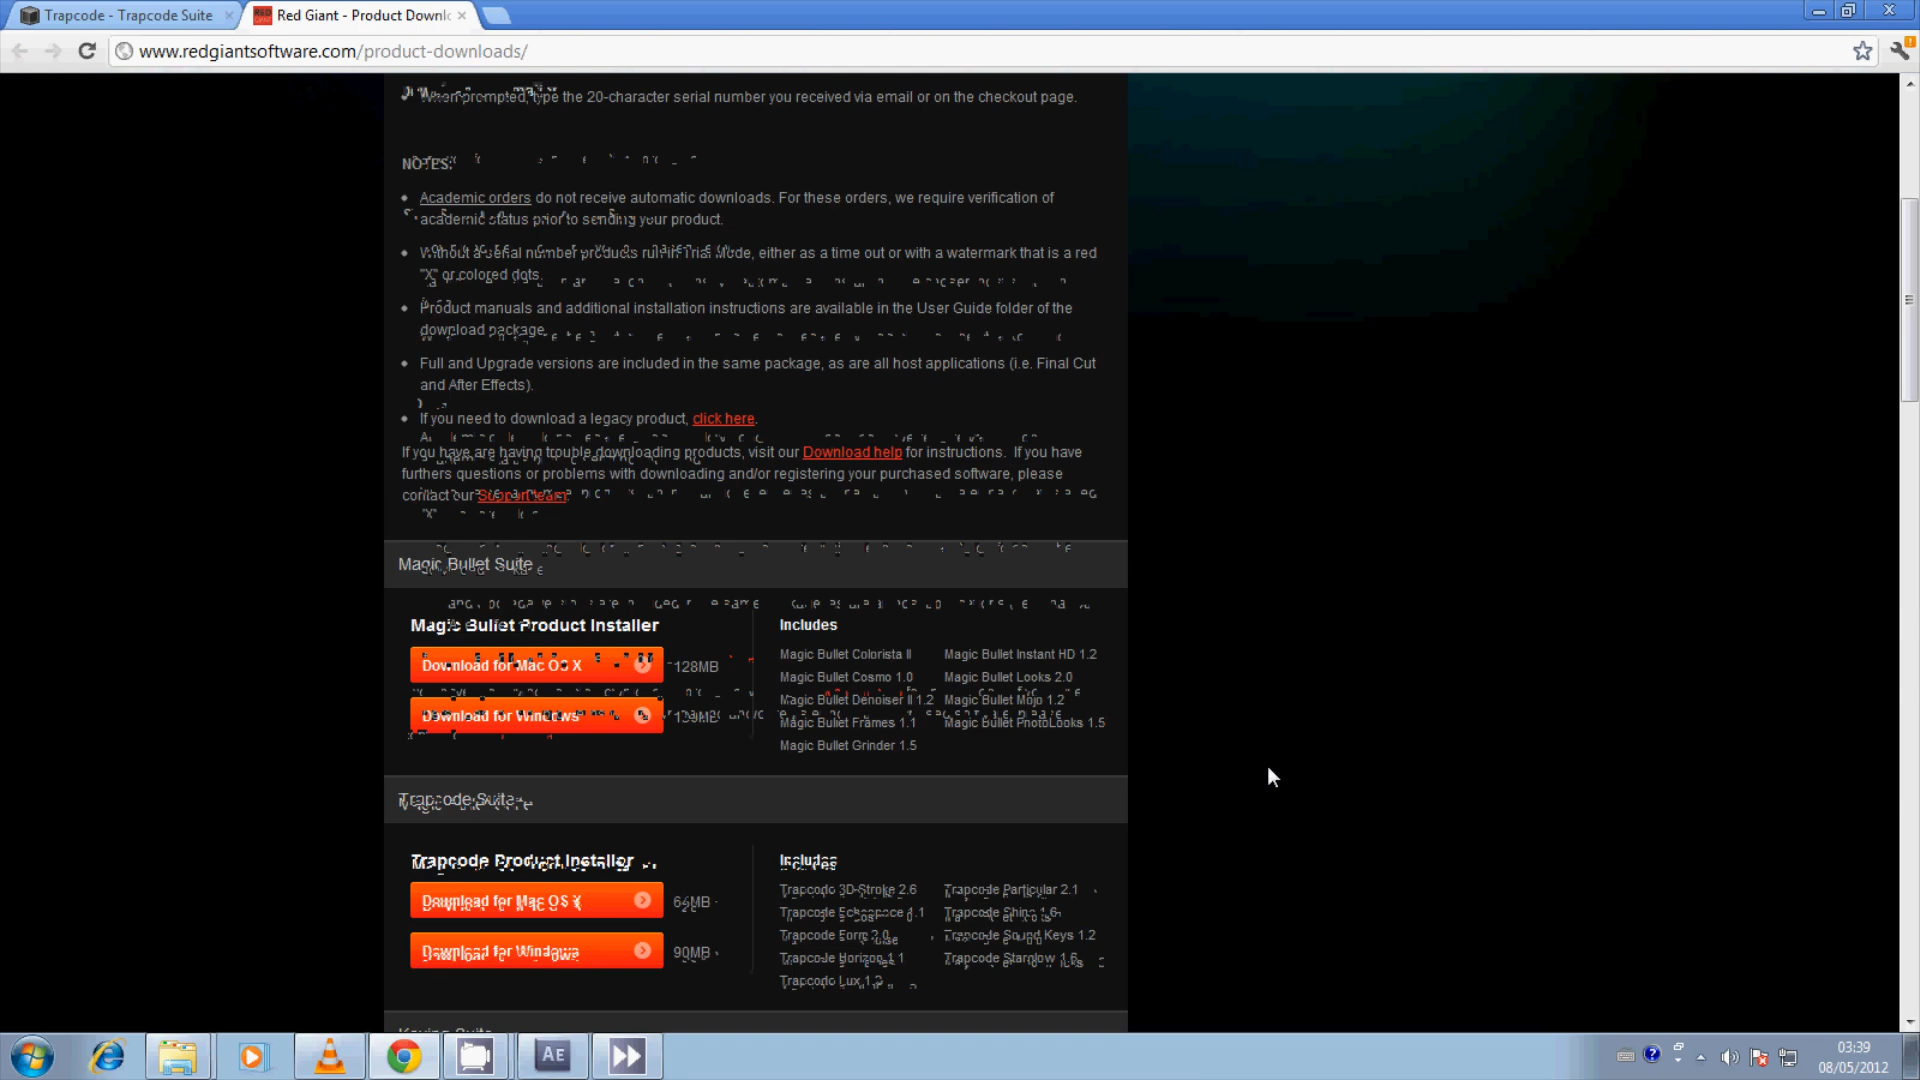 Trapcode - Trapcode Suite
Red Giant - Product Downl
www.redgiantsoftware.com/product-downloads/
When prompted, type the 20-character serial number you received via email or on the checkout page.
NOTES:
Academic orders do not receive automatic downloads. For these orders, we require verification of
academic status prior to sending your product.
Without a serial number products run in Trial Mode, either as a time out or with a watermark that is a red
"X" or colored dots.
Product manuals and additional installation instructions are available in the User Guide folder of the
download package.
Full and Upgrade versions are included in the same package, as are all host applications (i.e. Final Cut
and After Effects).
If you need to download a legacy product, click here.
If you have are having trouble downloading products, visit our Download help for instructions. If you have
furthers questions or problems with downloading and/or registering your purchased software, please
contact our Support team.
Magic Bullet Suite
Magic Bullet Product Installer
Includes
Download for Mac OS X
128MB
Magic Bullet Colorista II
Magic Bullet Instant HD 1.2
Magic Bullet Cosmo 1.0
Magic Bullet Looks 2.0
Magic Bullet Denoiser II 1.2
Magic Bullet Mojo 1.2
Download for Windows
Magic Bullet Frames 1.1
Magic Bullet PhotoLooks 1.5
Magic Bullet Grinder 1.5
Trapcode Suite
Trapcode Product Installer
Includes
Download for Mac OS X
64MB
Trapcode 3D Stroke 2.6
Trapcode Particular 2.1
Trapcode Echospace 1.1
Trapcode Shine 1.6
Download for Windows
90MB
Trapcode Form 2.0
Trapcode Sound Keys 1.2
Trapcode Horizon 1.1
Trapcode Starglow 1.6
Trapcode Lux 1.2
Keying Suite
AE
03:39
08/05/2012